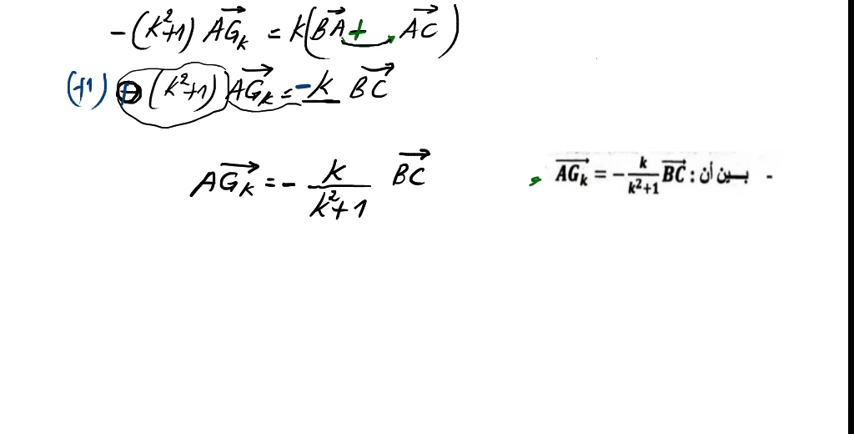 -(k²+1) AG⃗ₖ = k(BA⃗ + AC⃗)
(+1) (k²+1) AG⃗ₖ = -k BC⃗
AG⃗ₖ = - k/(k²+1) BC⃗
- بين أن : AG⃗ₖ = - k/(k²+1) BC⃗